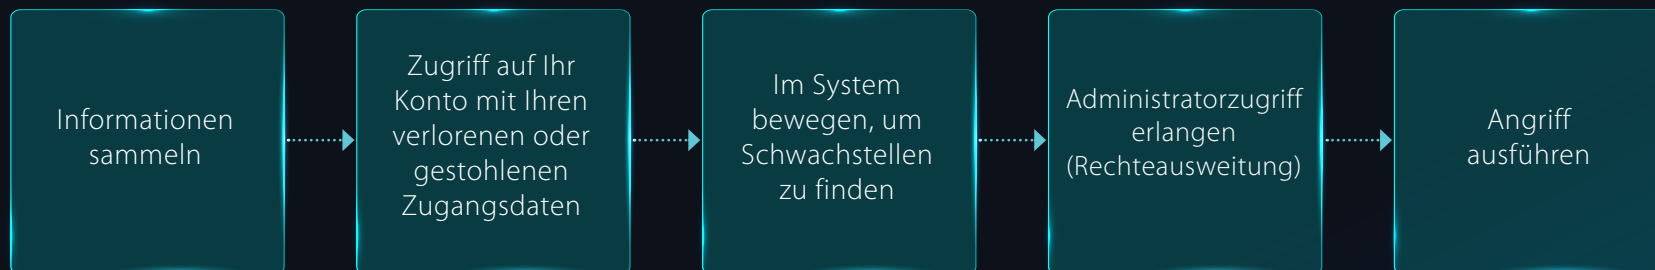 Informationen
sammeln
Zugriff auf Ihr
Konto mit Ihren
verlorenen oder
gestohlenen
Zugangsdaten
Im System
bewegen, um
Schwachstellen
zu finden
Administratorzugriff
erlangen
(Rechteausweitung)
Angriff
ausführen